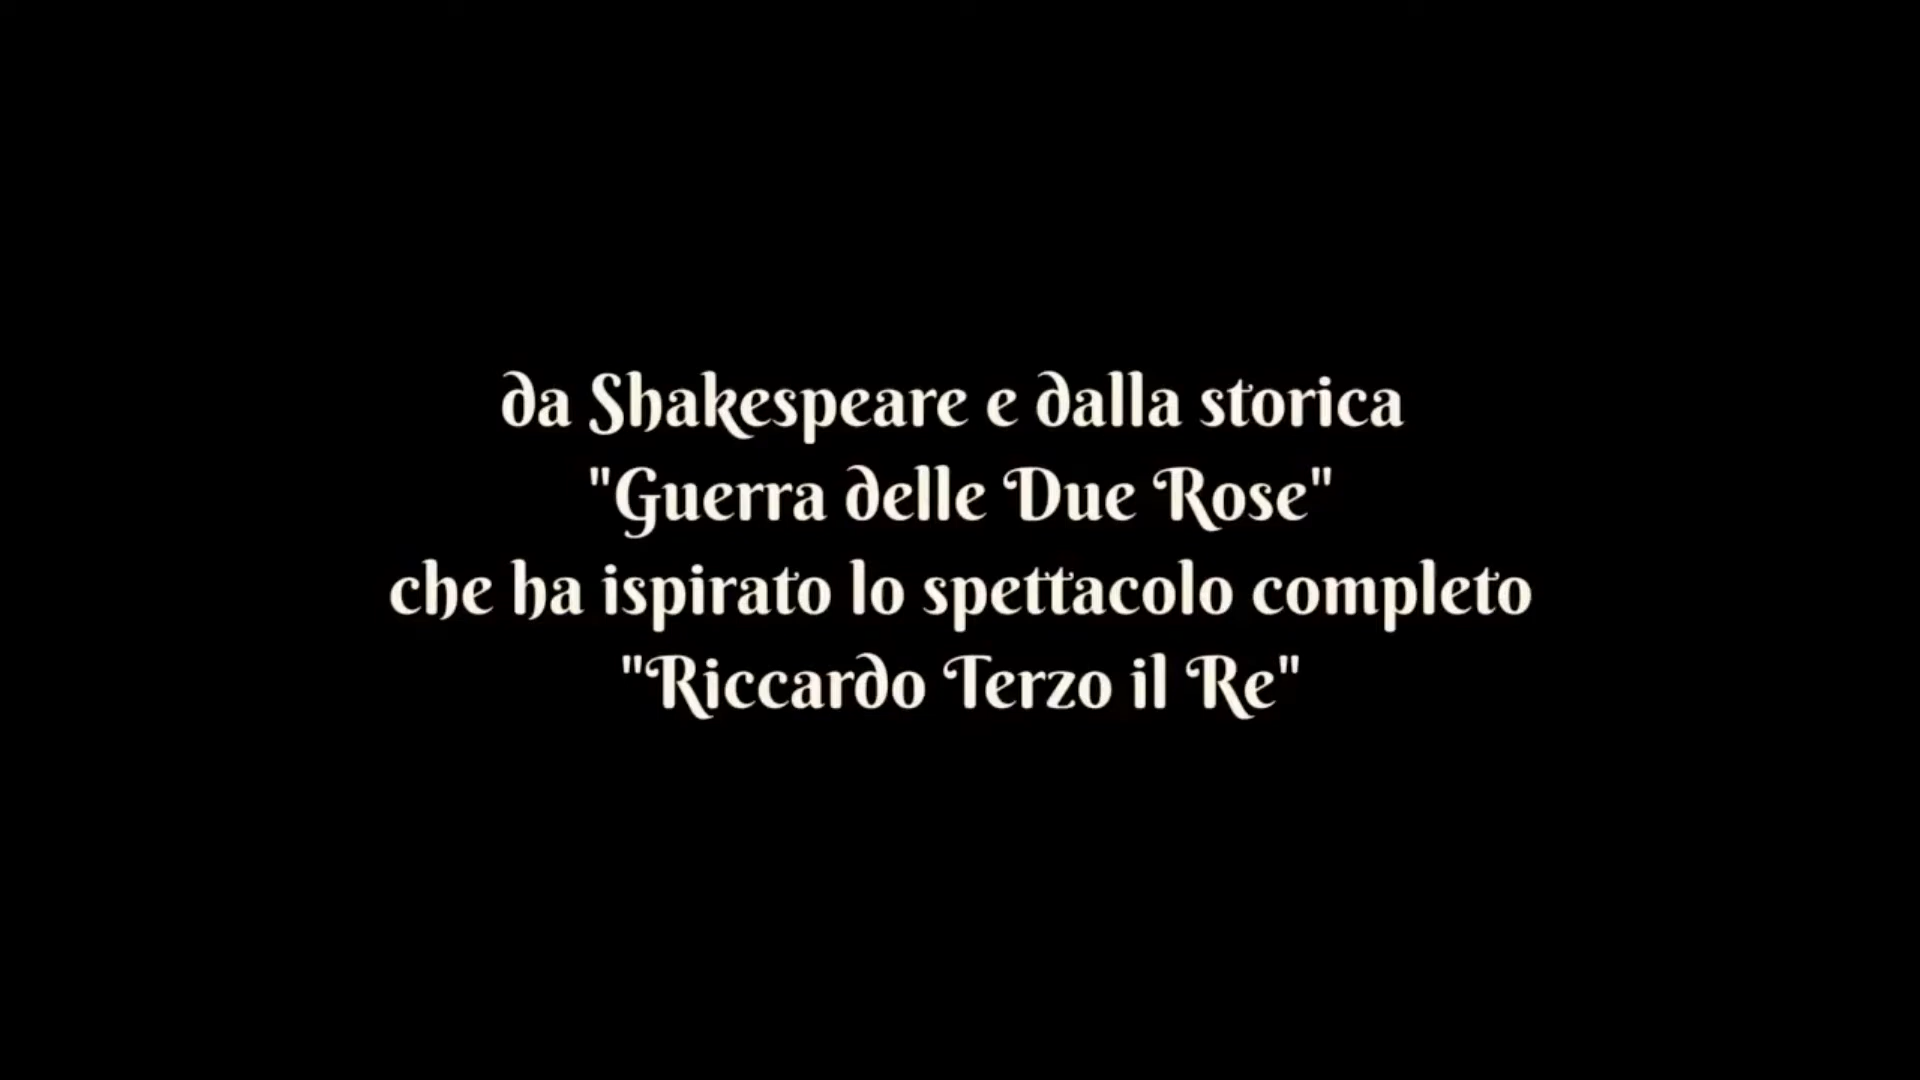 da Shakespeare e dalla storica
"Guerra delle Due Rose"
che ha ispirato lo spettacolo completo
"Riccardo Terzo il Re"